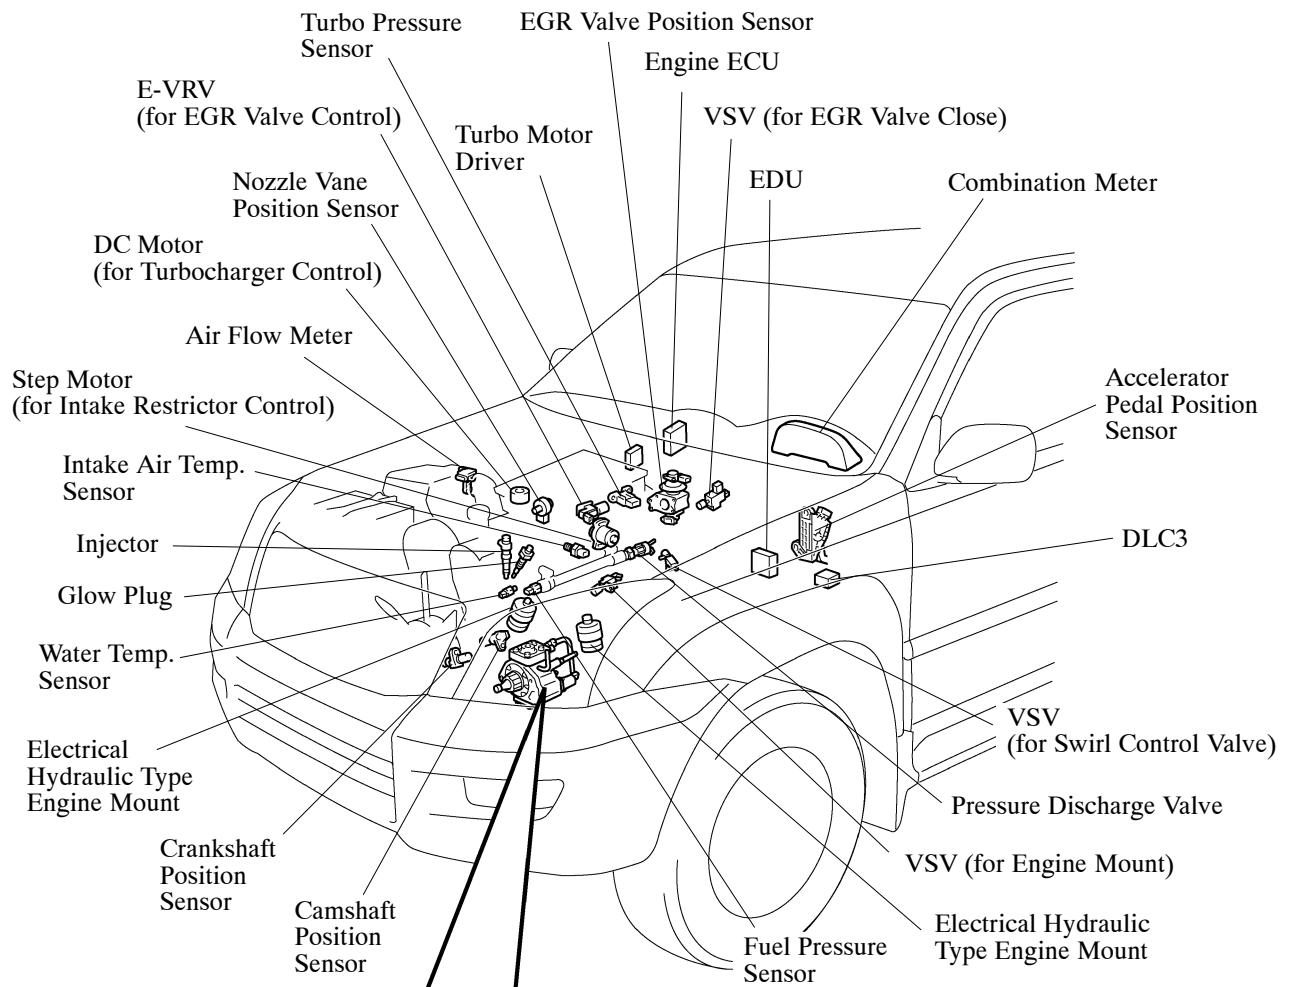 Turbo Pressure
Sensor
EGR Valve Position Sensor
Engine ECU
E-VRV
(for EGR Valve Control)
VSV (for EGR Valve Close)
Turbo Motor
Driver
Nozzle Vane
Position Sensor
EDU
Combination Meter
DC Motor
(for Turbocharger Control)
Air Flow Meter
Step Motor
(for Intake Restrictor Control)
Accelerator
Pedal Position
Sensor
Intake Air Temp.
Sensor
Injector
DLC3
Glow Plug
Water Temp.
Sensor
VSV
(for Swirl Control Valve)
Electrical
Hydraulic Type
Engine Mount
Pressure Discharge Valve
Crankshaft
Position
Sensor
VSV (for Engine Mount)
Camshaft
Position
Sensor
Electrical Hydraulic
Type Engine Mount
Fuel Pressure
Sensor